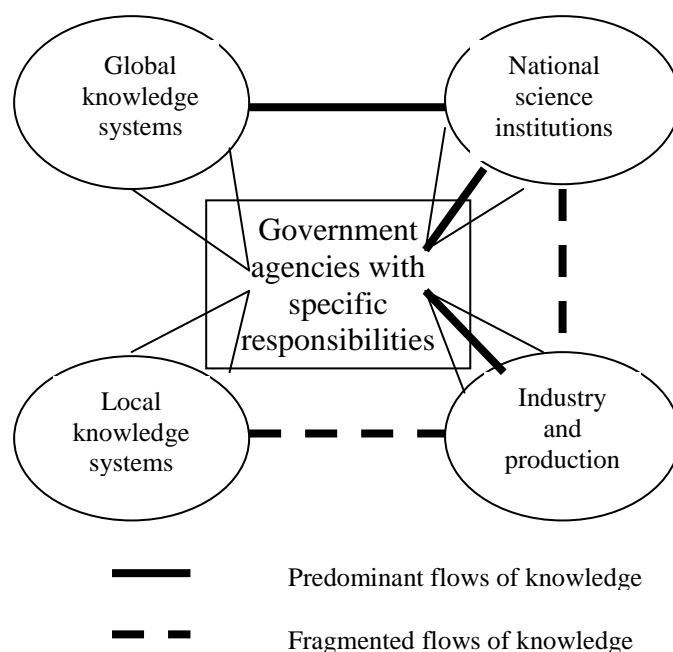 Global
knowledge
systems
National
science
institutions
Government
agencies with
specific
responsibilities
Local
knowledge
systems
Industry
and
production
Predominant flows of knowledge
Fragmented flows of knowledge